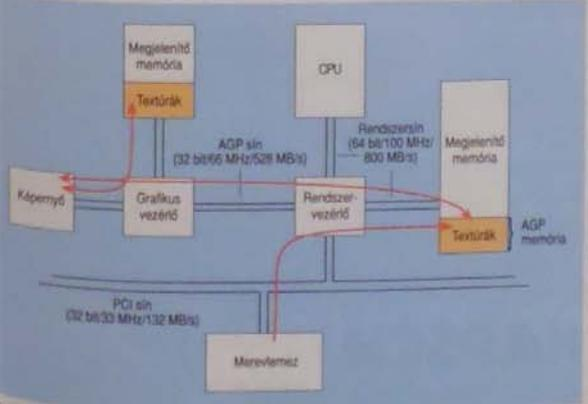 Megjelenítő
memória
Textúrák
CPU
AGP sín
(32 bit/66 MHz/528 MB/s)
Rendszersín
(64 bit/100 MHz/
800 MB/s)
Megjelenítő
memória
Képernyő
Grafikus
vezérlő
Rendszer-
vezérlő
Textúrák
AGP
memória
PCI sín
(32 bit/33 MHz/132 MB/s)
Merevlemez